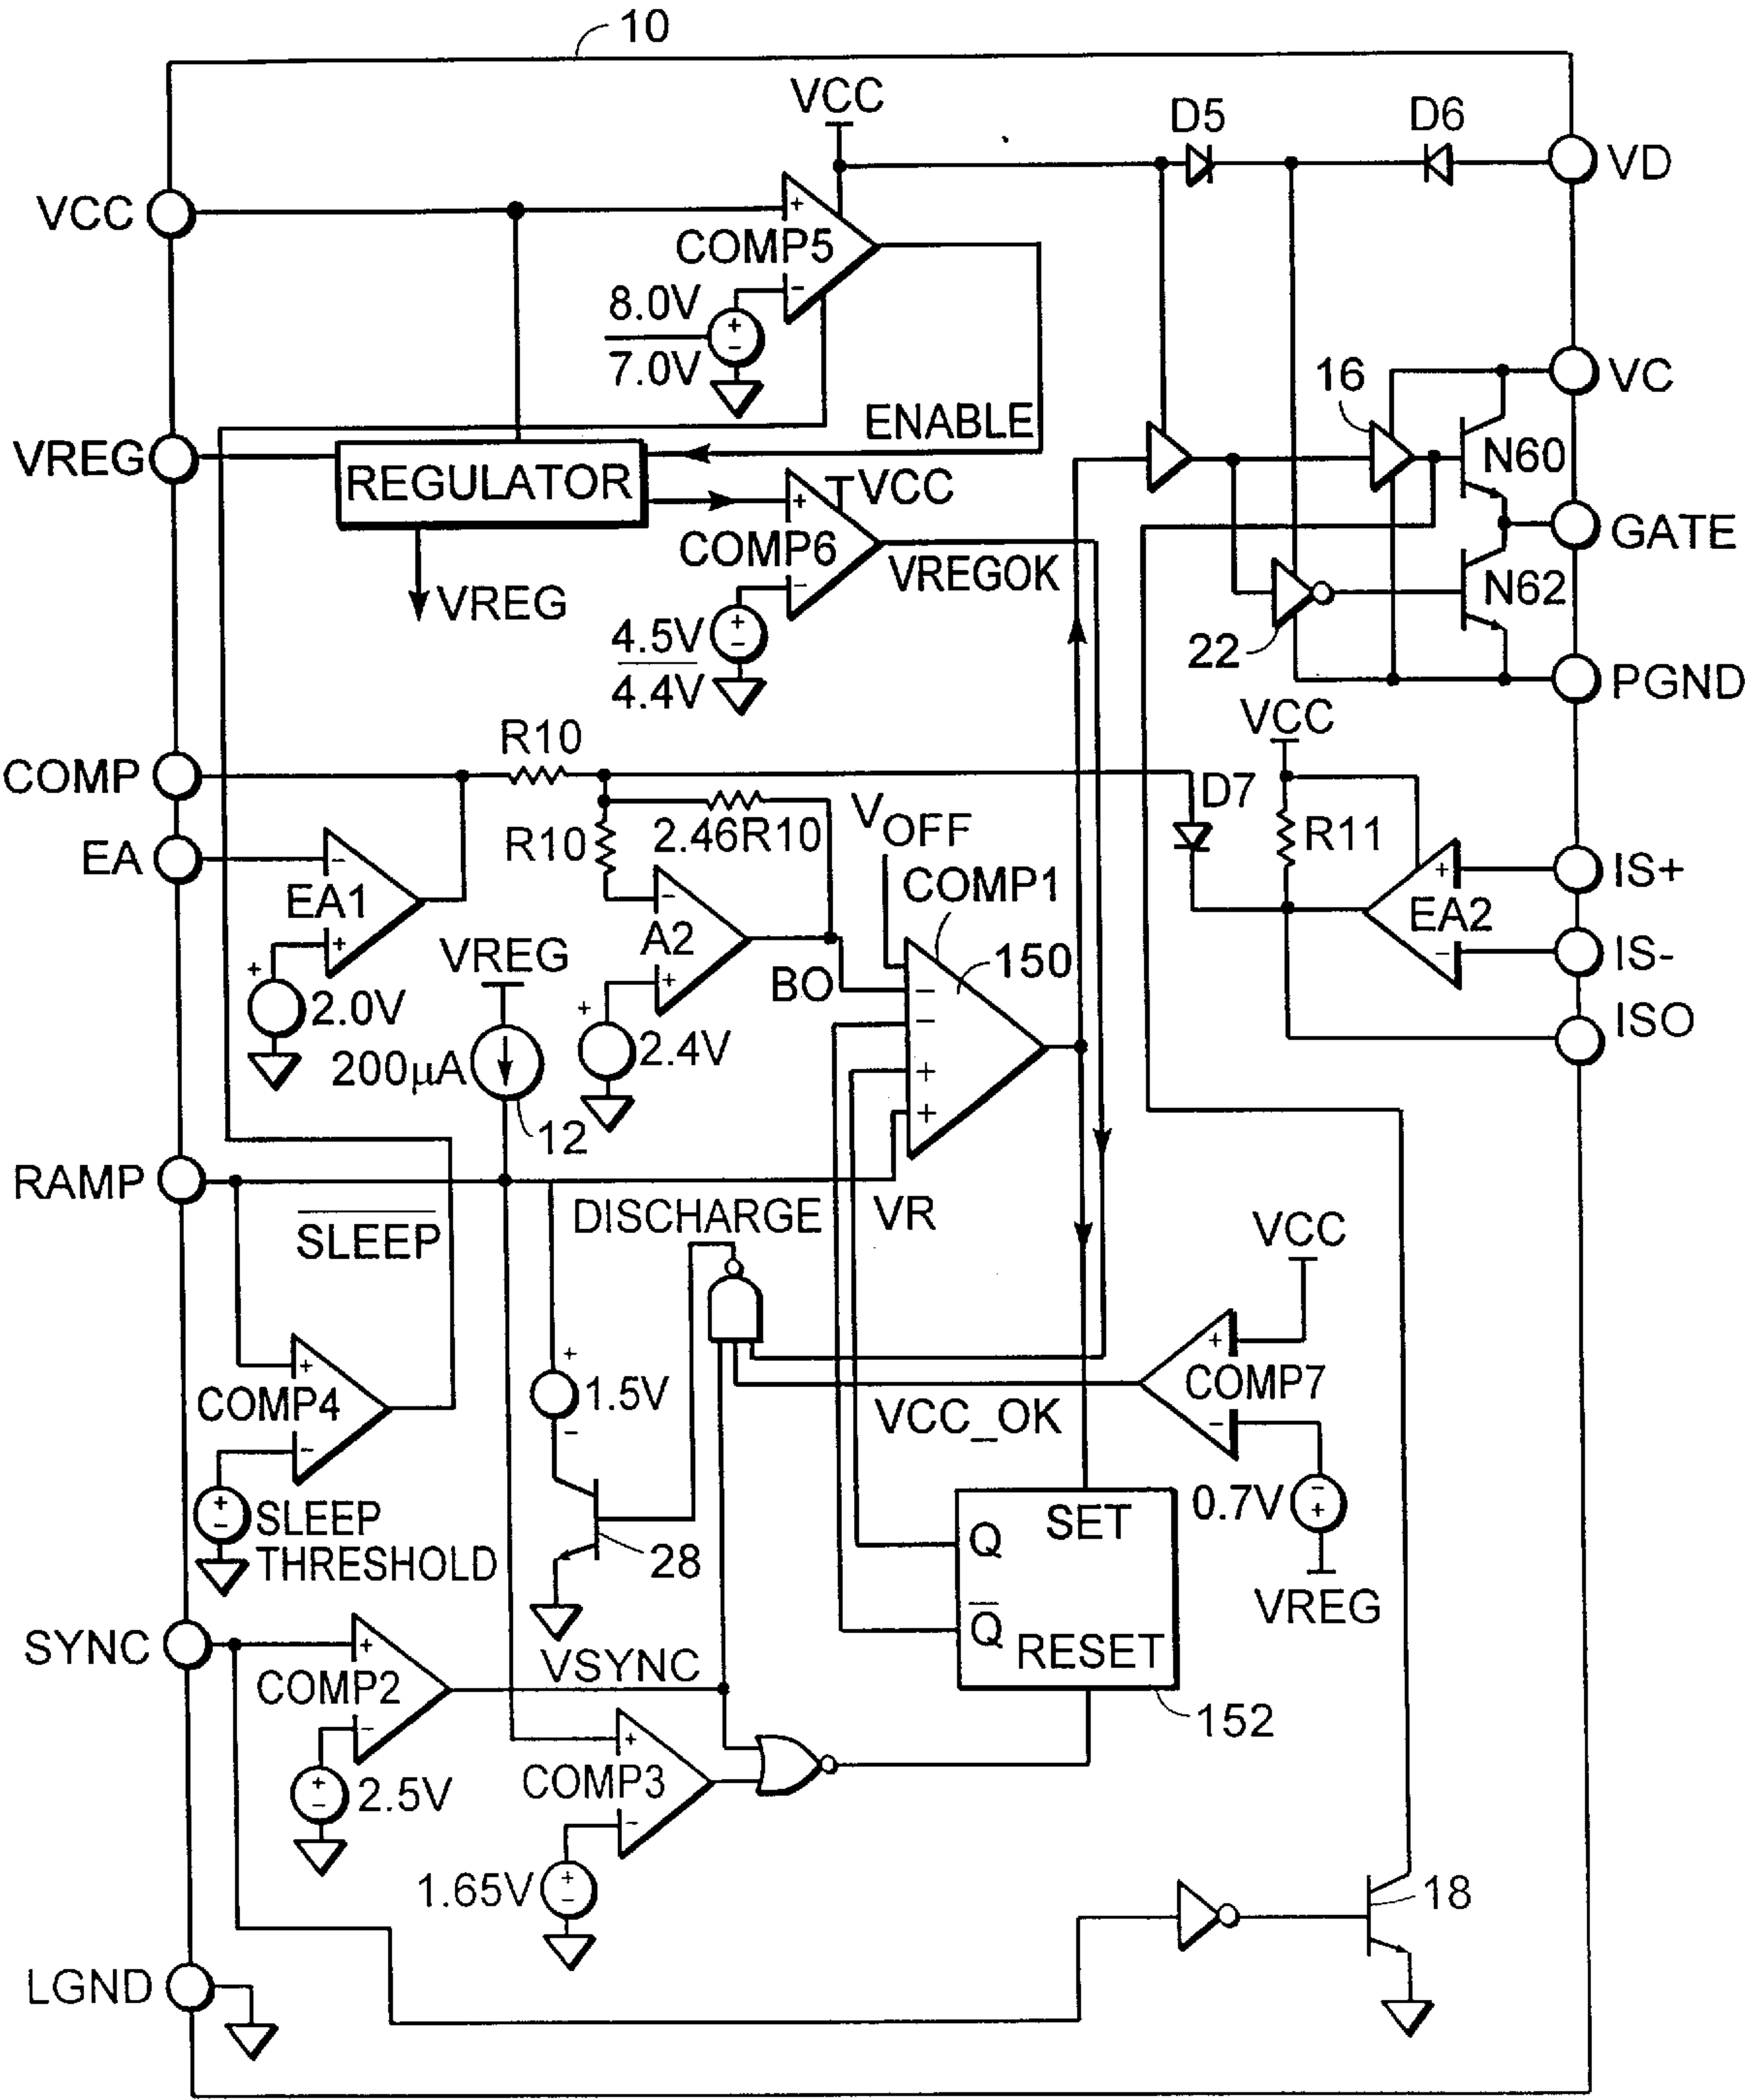 10
VCC
D5
D6
VD
VCC
+
COMP5
-
8.0V
7.0V
+
-
16
VC
ENABLE
VREG
REGULATOR
N60
VCC
+
COMP6
-
VREGOK
GATE
VREG
4.5V
4.4V
+
-
N62
22
PGND
VCC
R10
COMP
D7
R11
R10
2.46R10
VOFF
COMP1
EA
-
EA1
+
IS+
+
EA2
-
-
A2
+
150
VREG
BO
IS-
+
2.0V
+
2.4V
-
-
+
+
ISO
200µA
12
RAMP
SLEEP
DISCHARGE
VR
VCC
+
COMP4
-
+
1.5V
-
+
COMP7
-
VCC_OK
+
-
SLEEP
THRESHOLD
28
Q
SET
0.7V
-
+
Q
RESET
VREG
SYNC
+
COMP2
-
VSYNC
152
+
COMP3
-
+
-
2.5V
1.65V
+
-
18
LGND